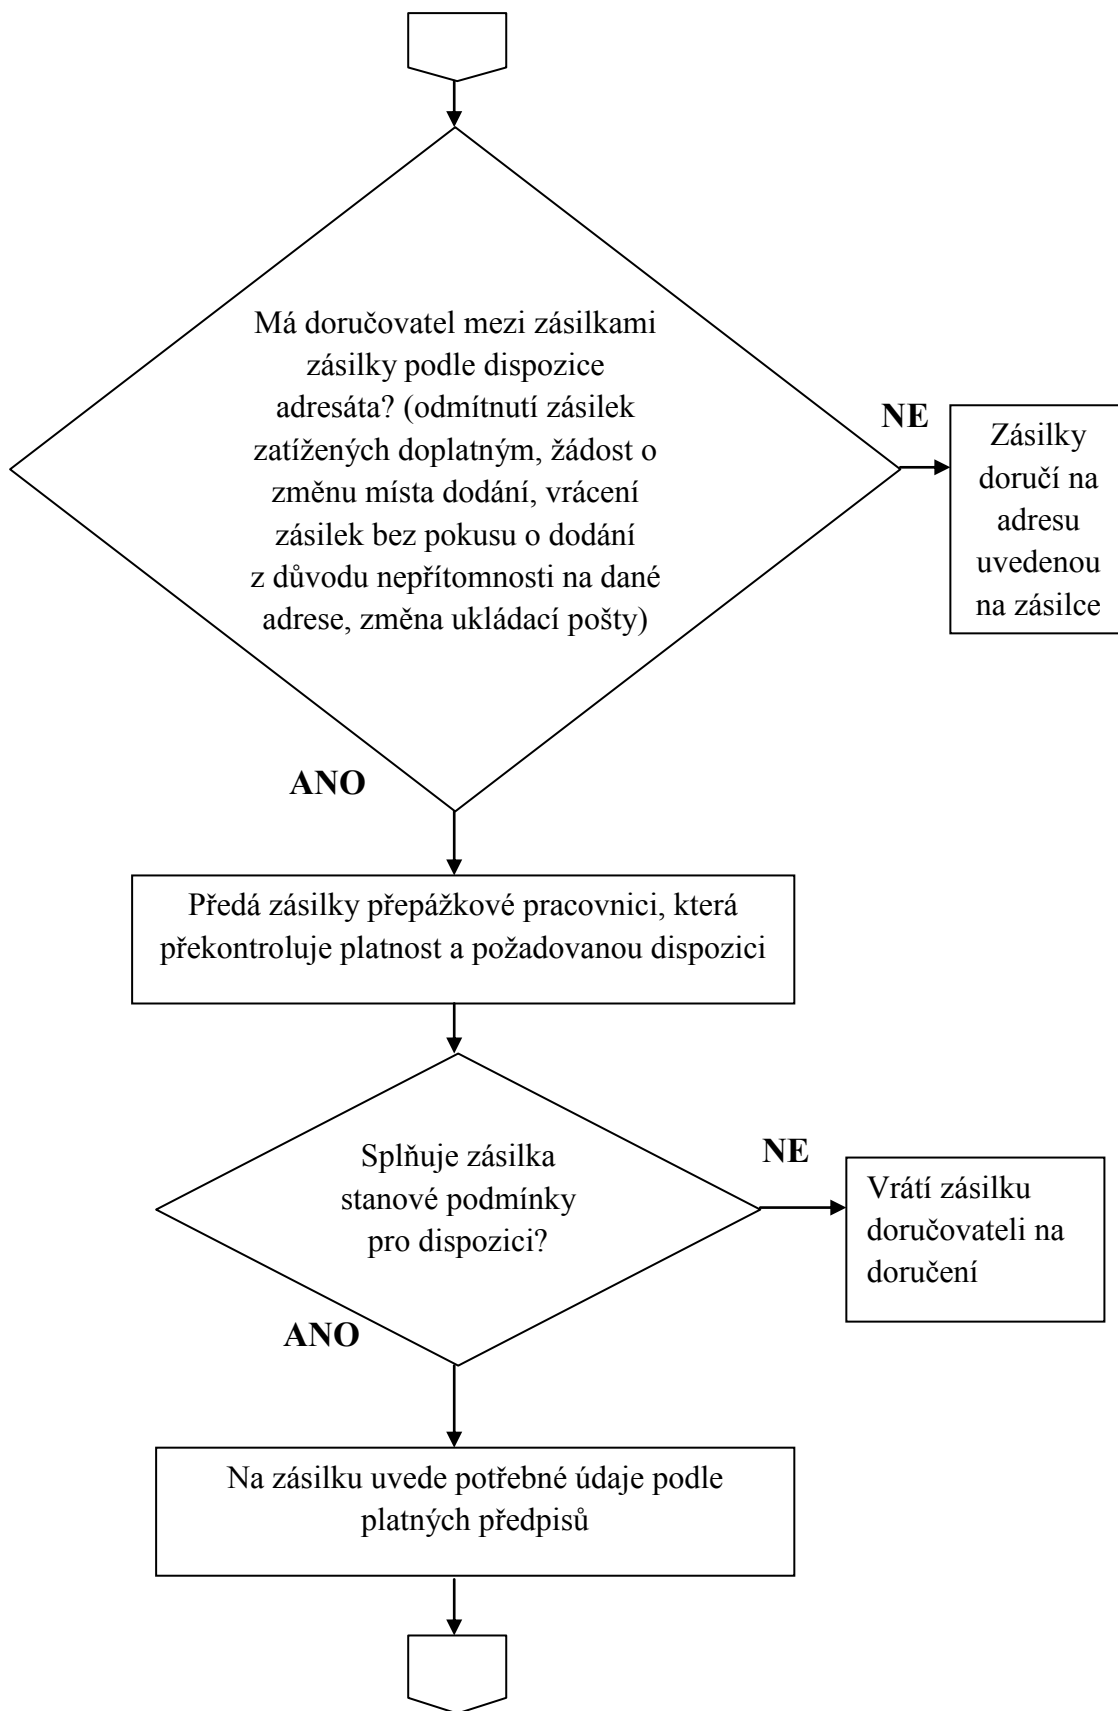 Má doručovatel mezi zásilkami
zásilky podle dispozice
adresáta? (odmítnutí zásilek
zatížených doplatným, žádost o
změnu místa dodání, vrácení
zásilek bez pokusu o dodání
z důvodu nepřítomnosti na dané
adrese, změna ukládací pošty)
NE
Zásilky
doručí na
adresu
uvedenou
na zásilce
ANO
Předá zásilky přepážkové pracovnici, která
překontroluje platnost a požadovanou dispozici
Splňuje zásilka
stanové podmínky
pro dispozici?
NE
Vrátí zásilku
doručovateli na
doručení
ANO
Na zásilku uvede potřebné údaje podle
platných předpisů